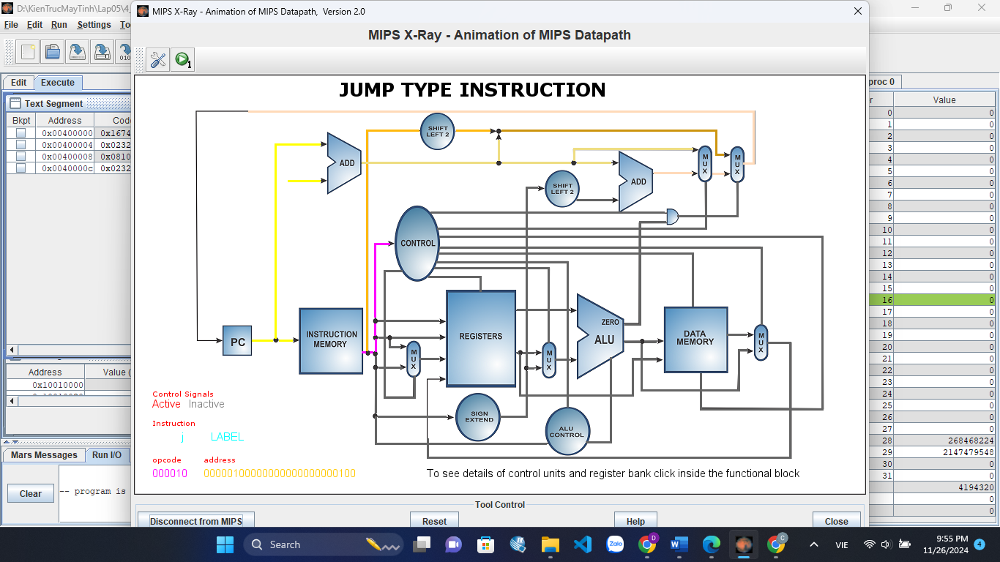 D:\KienTrucMayTinh\Lap05\4_
MIPS X-Ray - Animation of MIPS Datapath, Version 2.0
File Edit Run Settings
MIPS X-Ray - Animation of MIPS Datapath
1
Edit Execute
proc 0
JUMP TYPE INSTRUCTION
Text Segment
Bkpt Address Code
0x00400000 0x1674
0x00400004 0x0232
0x00400008 0x0810
0x0040000c 0x0232
Value
0 0
1 0
2 0
3 0
4 0
5 0
6 0
7 0
8 0
9 0
10 0
11 0
12 0
13 0
14 0
15 0
16 0
17 0
18 0
19 0
20 0
21 0
22 0
23 0
24 0
25 0
26 0
27 0
28 268468224
29 2147479548
30 0
31 0
4194320
0
0
SHIFT LEFT 2
ADD
MUX
MUX
SHIFT LEFT 2
ADD
CONTROL
PC
INSTRUCTION MEMORY
MUX
REGISTERS
MUX
ZERO
ALU
DATA MEMORY
MUX
SIGN EXTEND
ALU CONTROL
Address Value (
0x10010000
Control Signals
Active Inactive
Instruction
j LABEL
opcode address
000010 00000100000000000000000100
To see details of control units and register bank click inside the functional block
Mars Messages Run I/O
Clear
-- program is
Tool Control
Disconnect from MIPS Reset Help Close
Search
Zalo
D
C
VIE
9:55 PM
11/26/2024
4